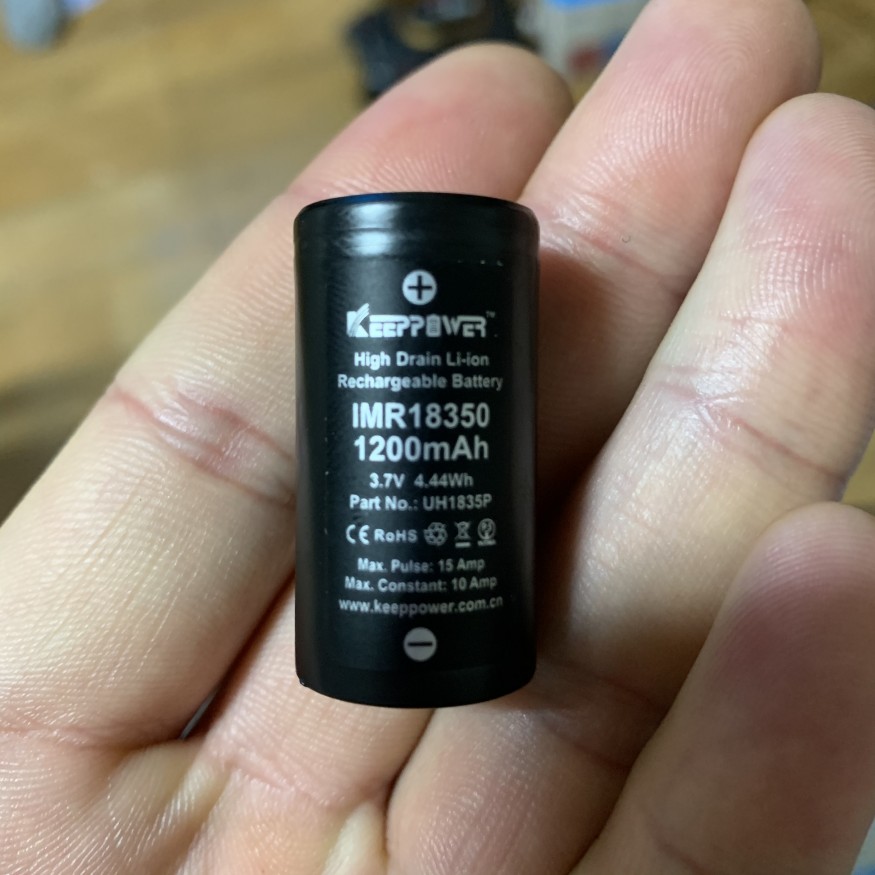 +
KEEPPOWER™
High Drain Li-ion
Rechargeable Battery
IMR18350
1200mAh
3.7V 4.44Wh
Part No.: UH1835P
CE RoHS
Max. Pulse: 15 Amp
Max. Constant: 10 Amp
www.keeppower.com.cn
−